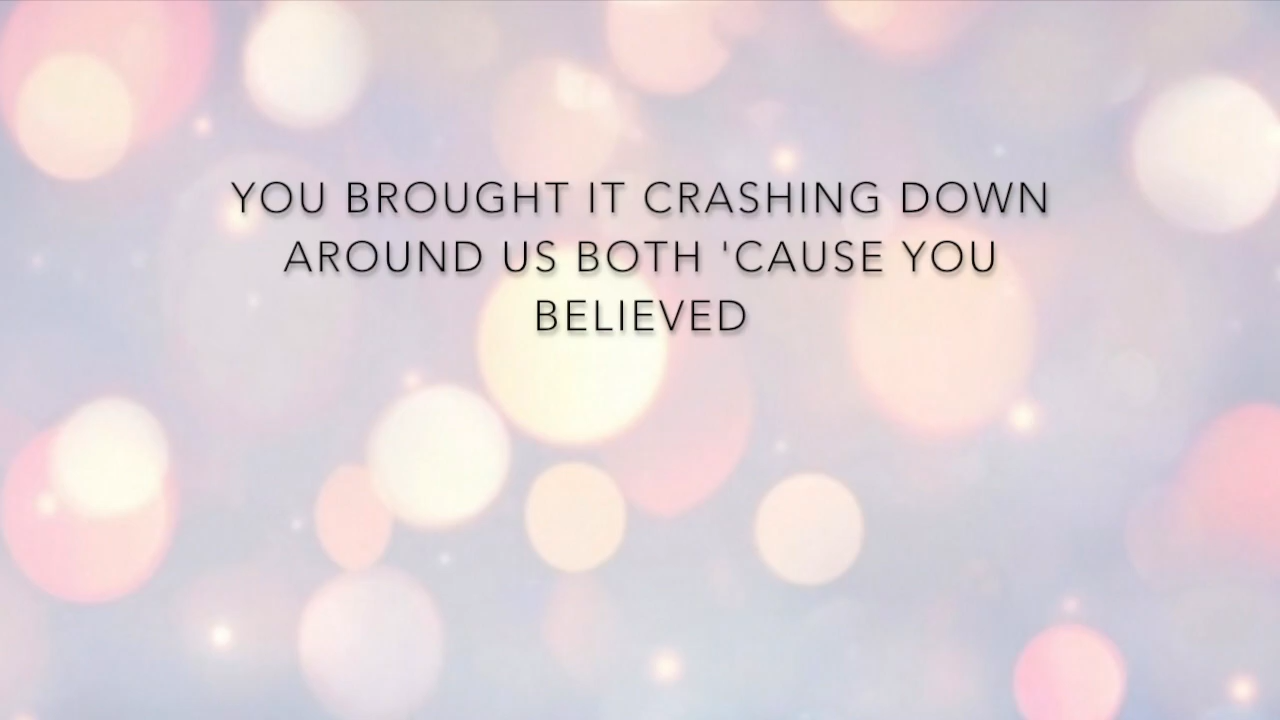 YOU BROUGHT IT CRASHING DOWN
AROUND US BOTH 'CAUSE YOU
BELIEVED